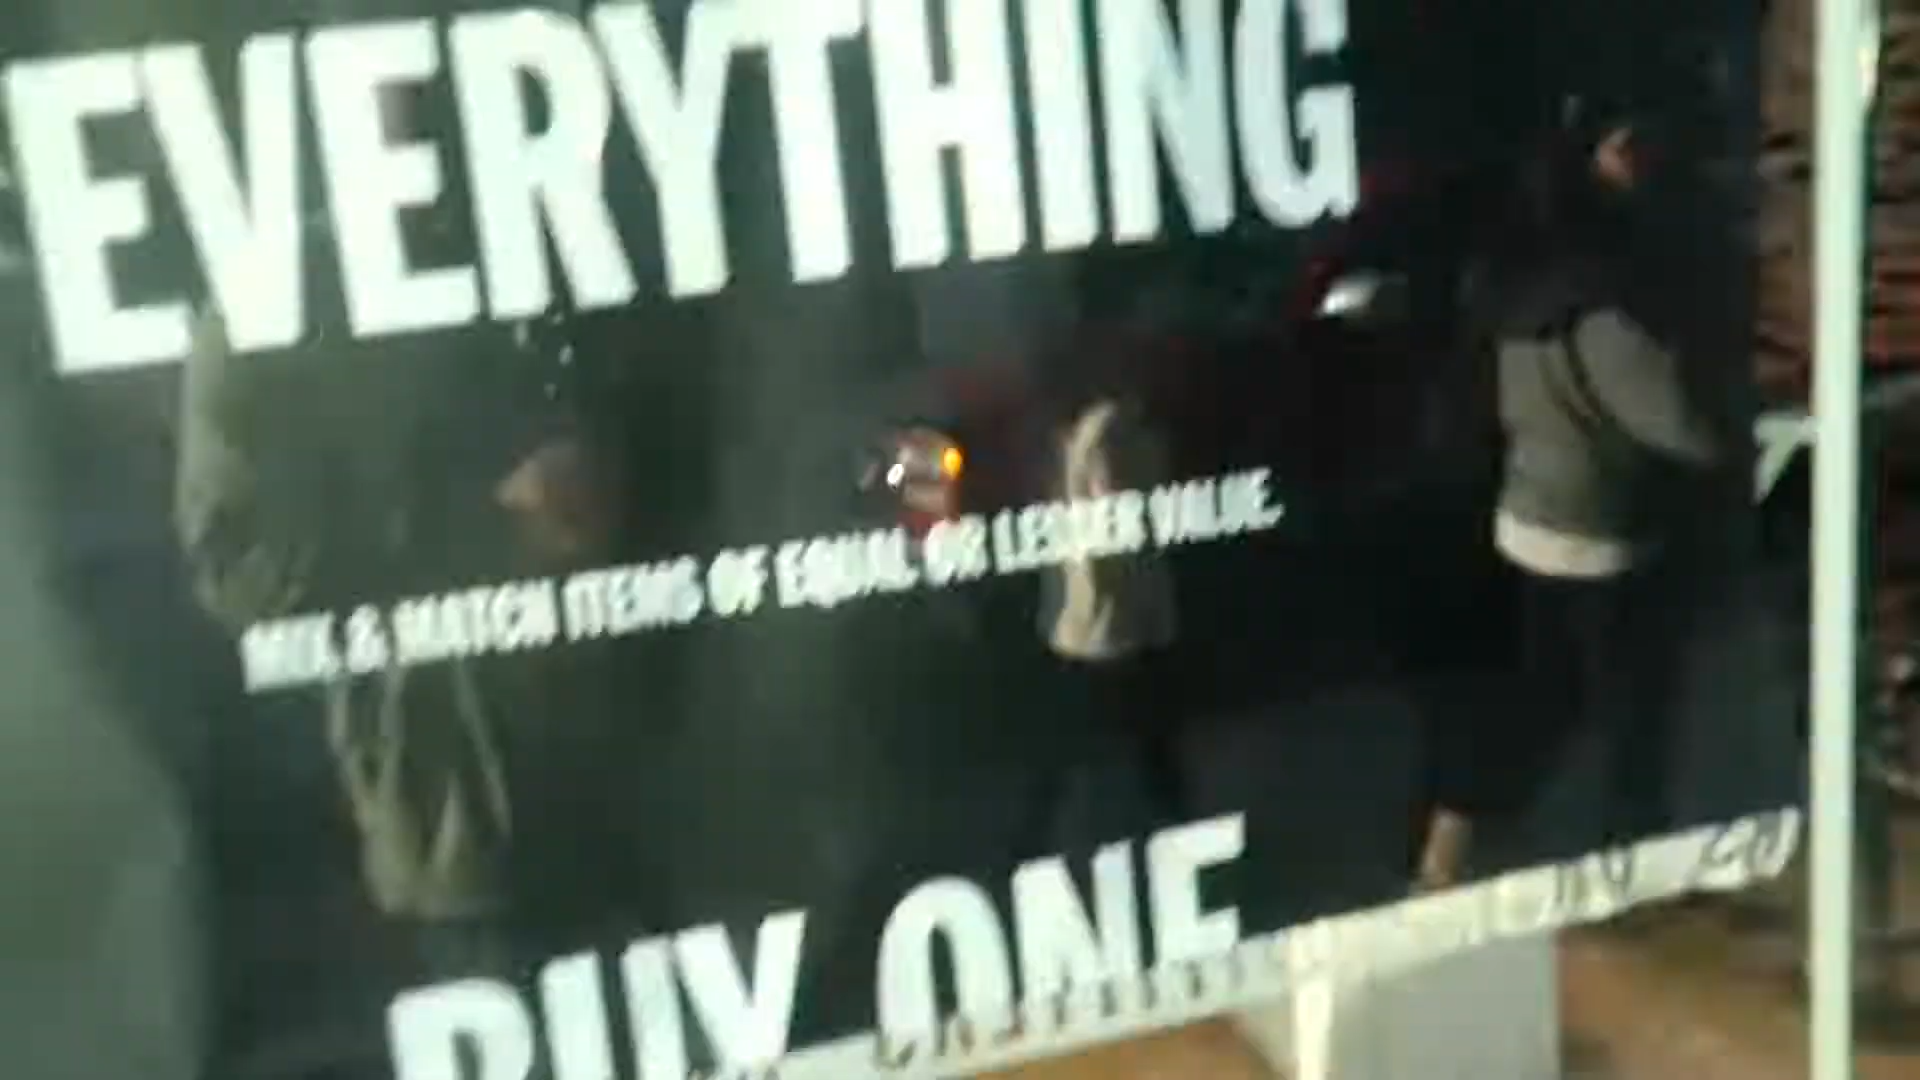 EVERYTHING
MIX & MATCH ITEMS OF EQUAL OR LESSER VALUE.
BUY ONE